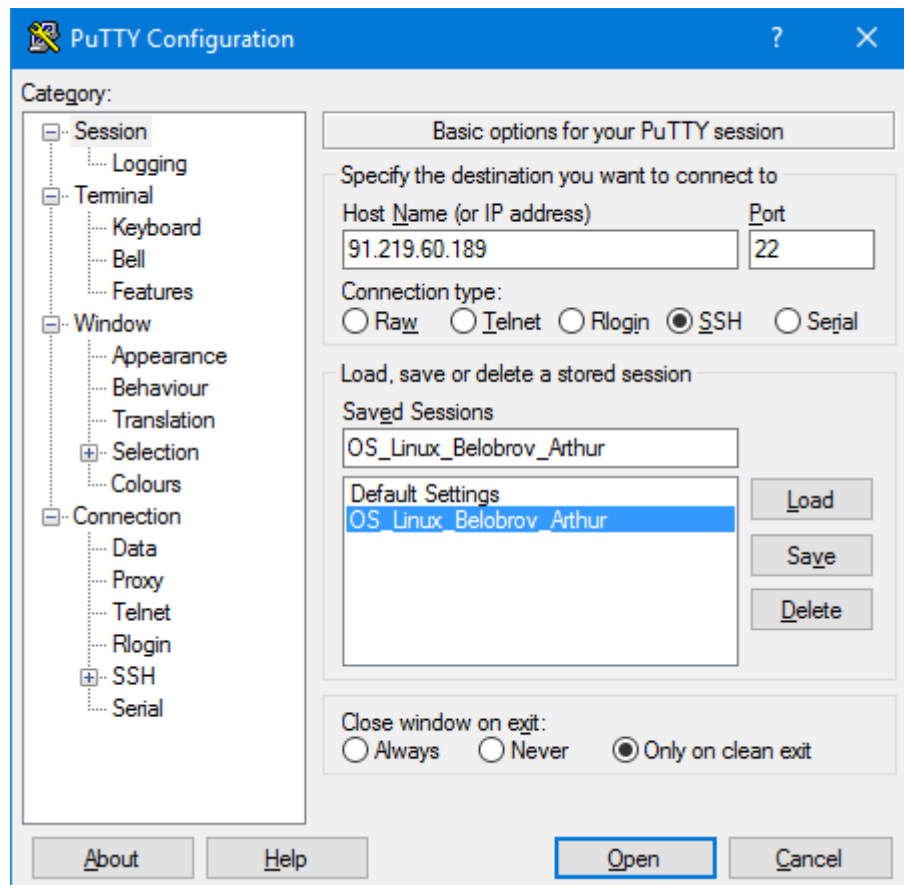 PuTTY Configuration
?
Category:
Session
Logging
Terminal
Keyboard
Bell
Features
Window
Appearance
Behaviour
Translation
Selection
Colours
Connection
Data
Proxy
Telnet
Rlogin
SSH
Serial
Basic options for your PuTTY session
Specify the destination you want to connect to
Host Name (or IP address) Port
91.219.60.189 22
Connection type:
Raw Telnet Rlogin SSH Serial
Load, save or delete a stored session
Saved Sessions
OS_Linux_Belobrov_Arthur
Default Settings
OS_Linux_Belobrov_Arthur
Load
Save
Delete
Close window on exit:
Always Never Only on clean exit
About Help Open Cancel